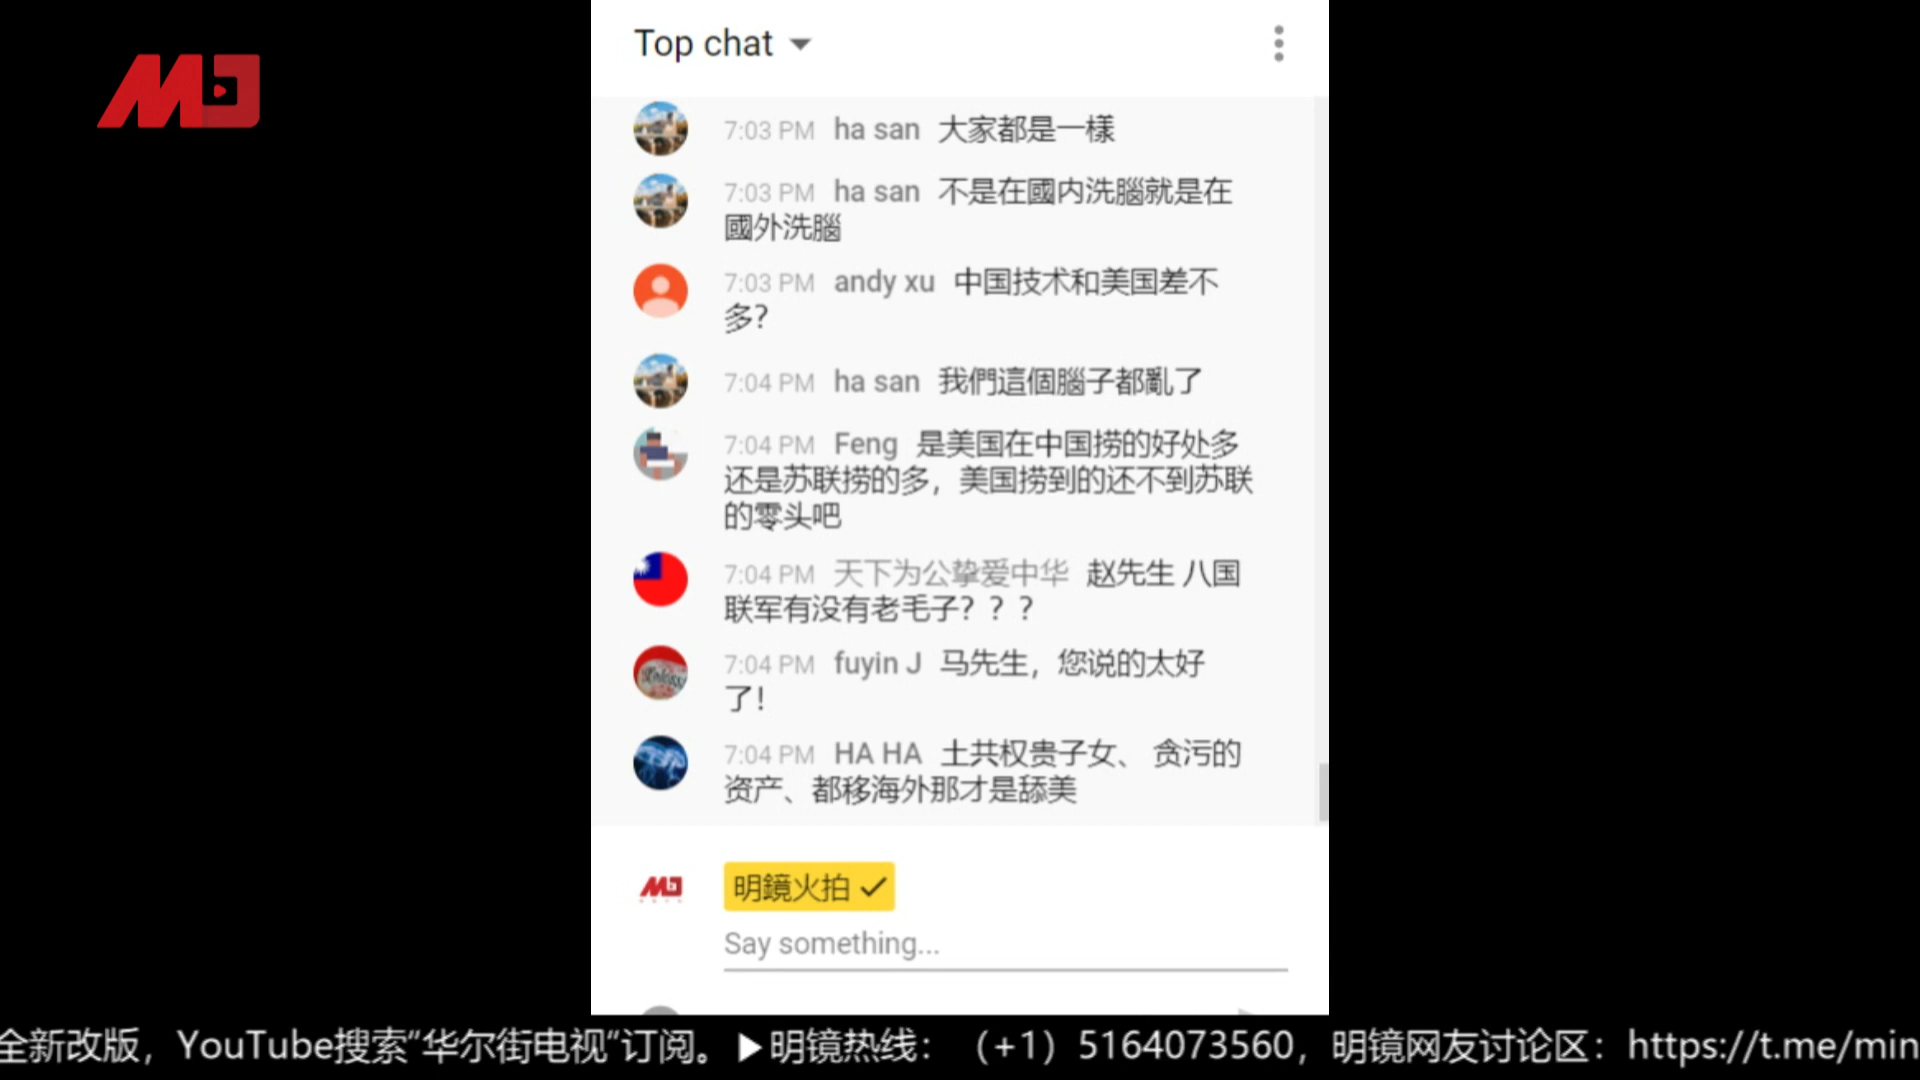 MJ
Top chat
7:03 PM ha san 大家都是一樣
7:03 PM ha san 不是在國内洗腦就是在
國外洗腦
7:03 PM andy xu 中国技术和美国差不
多?
7:04 PM ha san 我們這個腦子都亂了
7:04 PM Feng 是美国在中国捞的好处多
还是苏联捞的多，美国捞到的还不到苏联
的零头吧
7:04 PM 天下为公挚爱中华 赵先生 八国
联军有没有老毛子？？？
7:04 PM fuyin J 马先生，您说的太好
了！
7:04 PM HA HA 土共权贵子女、 贪污的
资产、都移海外那才是舔美
MJ
明鏡火拍
Say something...
全新改版，YouTube搜索“华尔街电视“订阅。▶明镜热线：（+1）5164073560，明镜网友讨论区：https://t.me/min